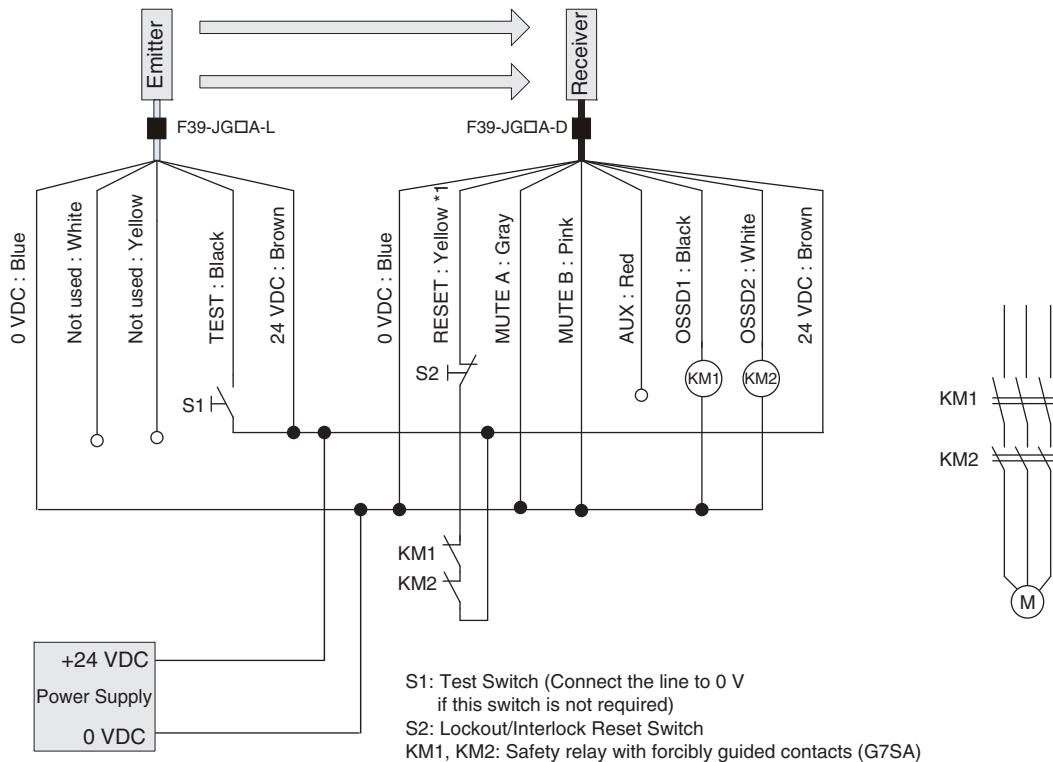 Emitter
Receiver
F39-JG□A-L
F39-JG□A-D
0 VDC : Blue
Not used : White
Not used : Yellow
TEST : Black
24 VDC : Brown
0 VDC : Blue
RESET : Yellow *1
MUTE A : Gray
MUTE B : Pink
AUX : Red
OSSD1 : Black
OSSD2 : White
24 VDC : Brown
S1
S2
KM1
KM2
KM1
KM2
KM1
KM2
M
+24 VDC
Power Supply
0 VDC
S1: Test Switch (Connect the line to 0 V
if this switch is not required)
S2: Lockout/Interlock Reset Switch
KM1, KM2: Safety relay with forcibly guided contacts (G7SA)